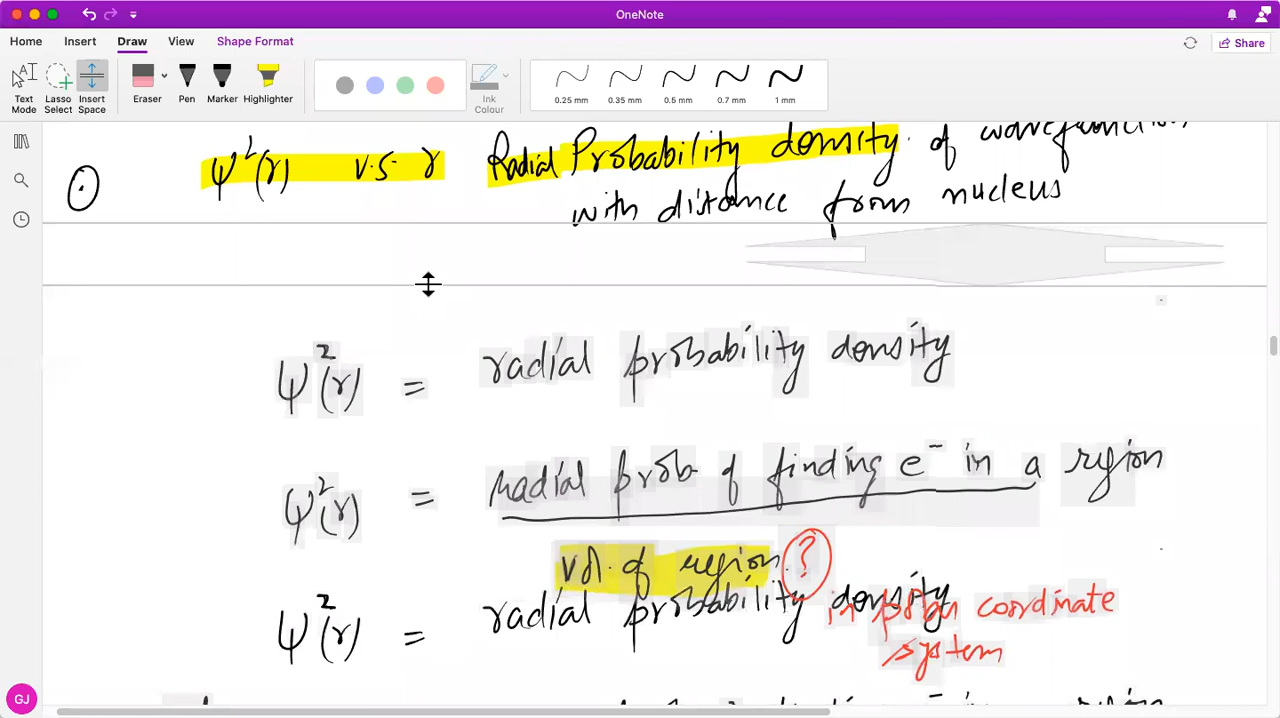 OneNote
Home Insert Draw View Shape Format
Share
Text Mode
Lasso Select
Insert Space
Eraser
Pen
Marker
Highlighter
Ink Colour
0.25 mm 0.35 mm 0.5 mm 0.7 mm 1 mm
ψ²(r) v.s r Radial Probability density of wavefunction
with distance from nucleus
ψ²(r) = radial probability density
ψ²(r) = radial prob of finding e⁻ in a region
vol. of region ?
ψ²(r) = radial probability density
in polar coordinate
system
GJ